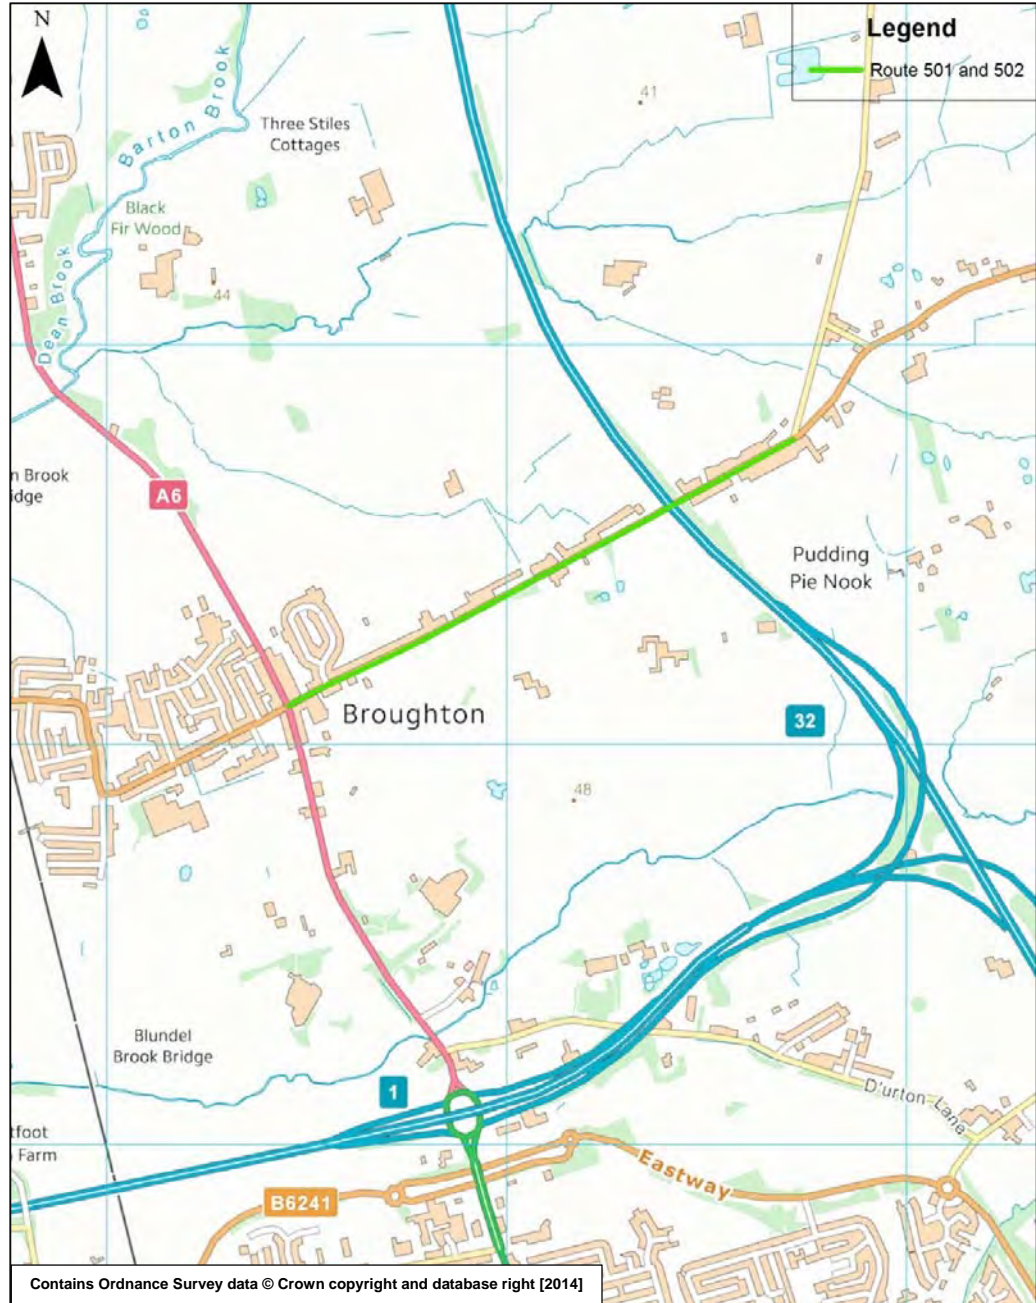 N
Legend
Route 501 and 502
Barton Brook
41
Three Stiles
Cottages
Black
Fir Wood
44
Dean Brook
n Brook
idge
A6
Pudding
Pie Nook
Broughton
32
48
Blundel
Brook Bridge
1
D'urton Lane
tfoot
Farm
Eastway
B6241
Contains Ordnance Survey data © Crown copyright and database right [2014]